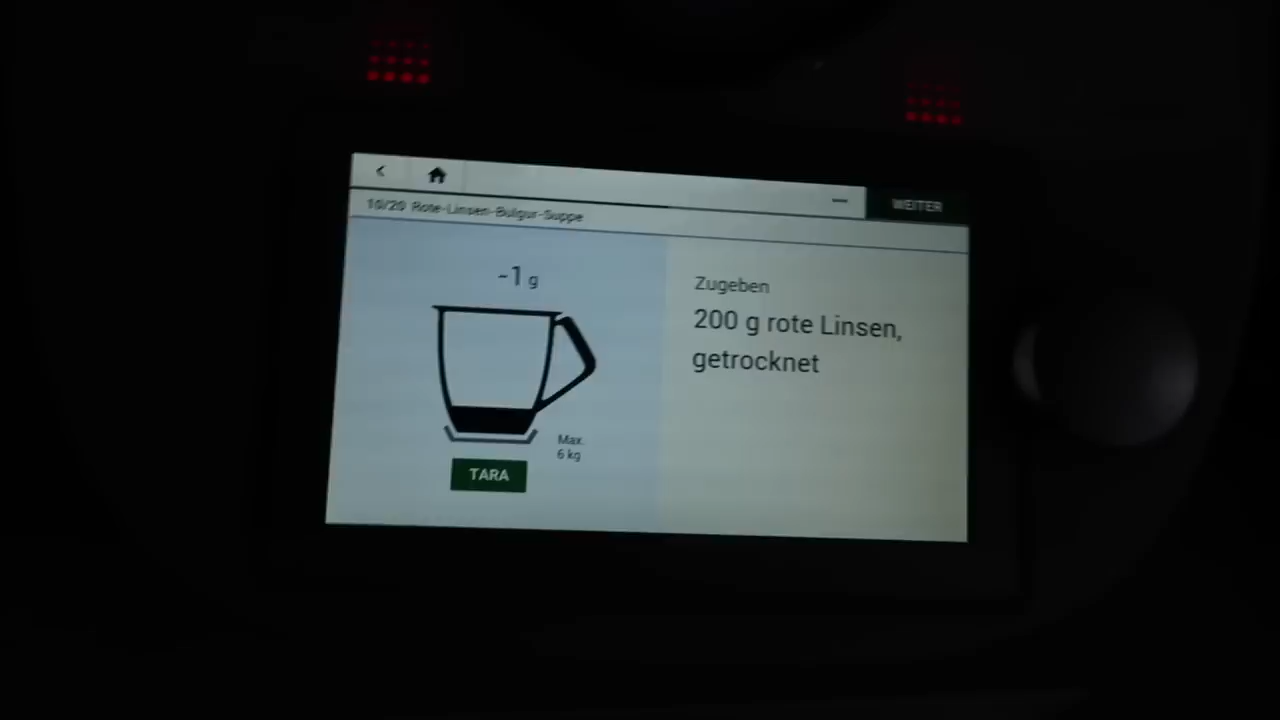 WEITER
10/20 Rote-Linsen-Bulgur-Suppe
-1 g
Zugeben
200 g rote Linsen,
getrocknet
Max.
6 kg
TARA